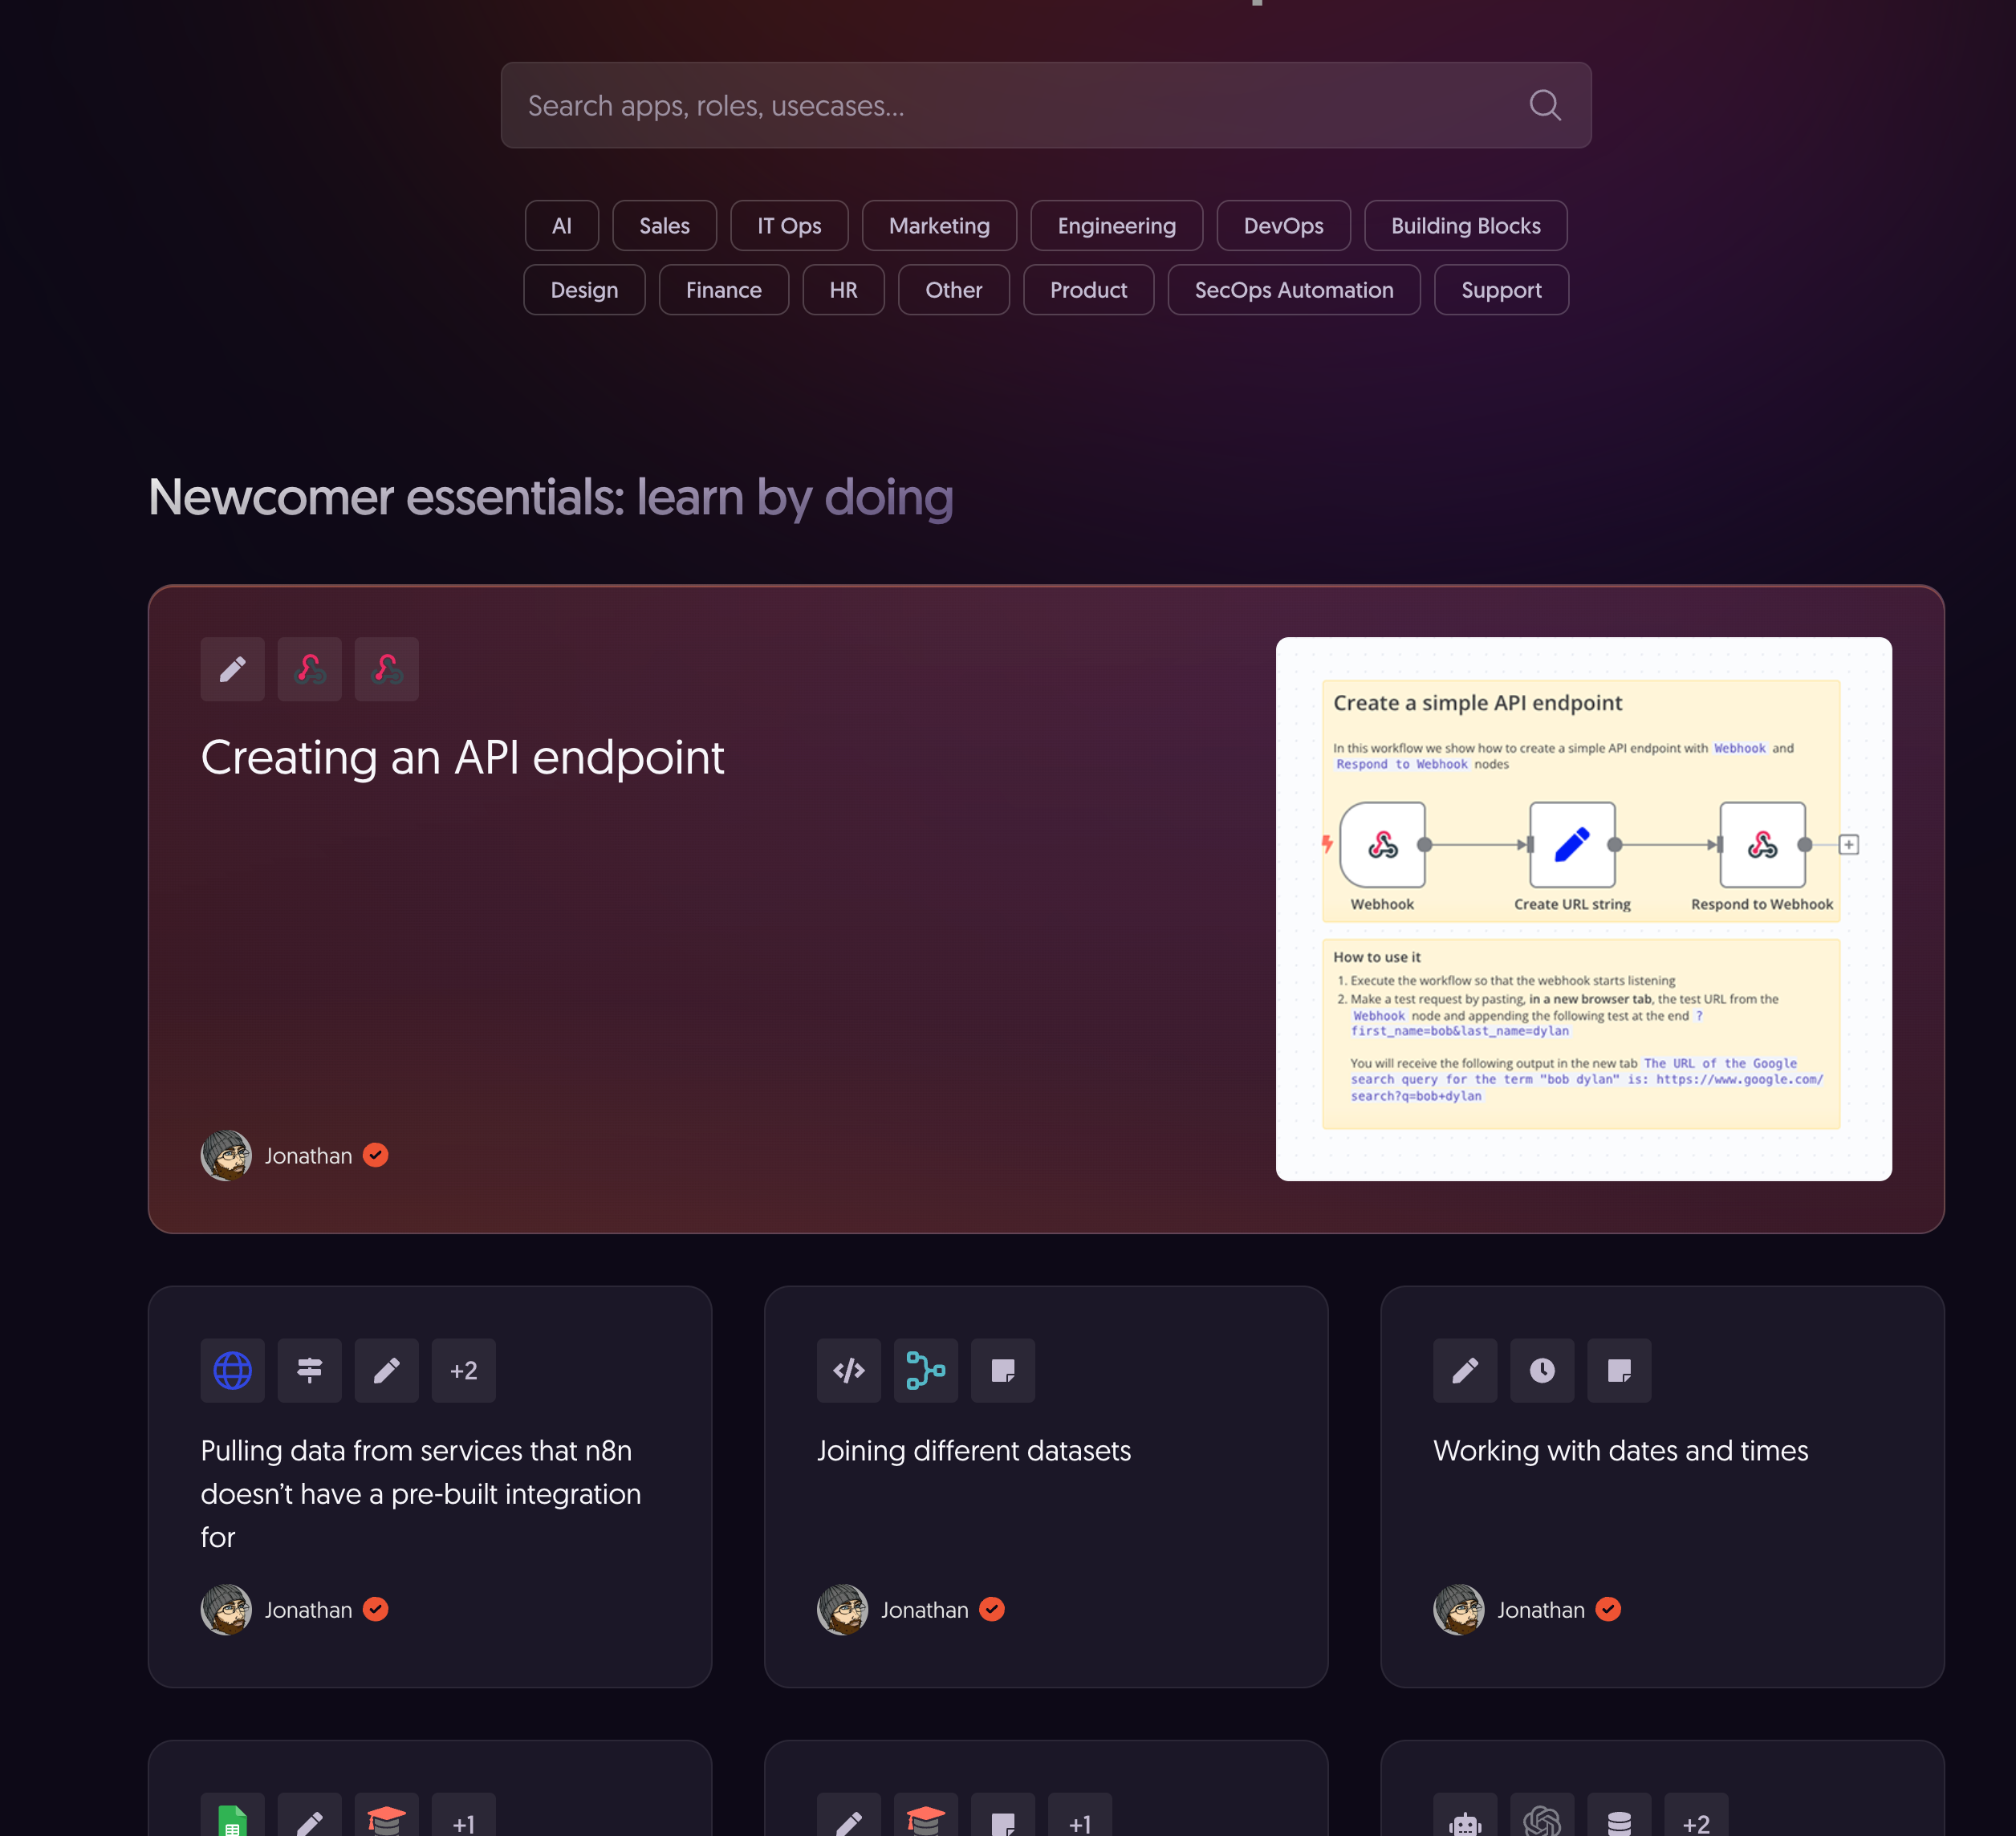 Search apps, roles, usecases...
AI Sales IT Ops Marketing Engineering DevOps Building Blocks
Design Finance HR Other Product SecOps Automation Support
Newcomer essentials: learn by doing
Creating an API endpoint
Jonathan
Create a simple API endpoint
In this workflow we show how to create a simple API endpoint with Webhook and
Respond to Webhook nodes
Webhook Create URL string Respond to Webhook
How to use it
1. Execute the workflow so that the webhook starts listening
2. Make a test request by pasting, in a new browser tab, the test URL from the
Webhook node and appending the following test at the end ?
first_name=bob&last_name=dylan
You will receive the following output in the new tab The URL of the Google
search query for the term "bob dylan" is: https://www.google.com/
search?q=bob+dylan
+2
Pulling data from services that n8n
doesn’t have a pre-built integration
for
Jonathan
Joining different datasets
Jonathan
Working with dates and times
Jonathan
+1
+1
+2